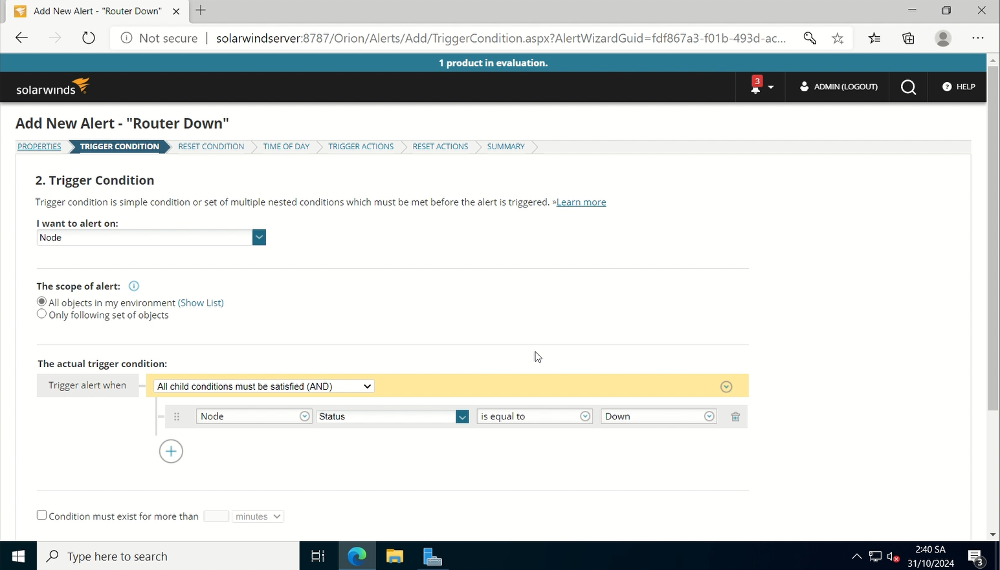 Add New Alert - "Router Down"
Not secure | solarwindserver:8787/Orion/Alerts/Add/TriggerCondition.aspx?AlertWizardGuid=fdf867a3-f01b-493d-ac...
1 product in evaluation.
solarwinds
3
ADMIN (LOGOUT)
? HELP
Add New Alert - "Router Down"
PROPERTIES TRIGGER CONDITION RESET CONDITION TIME OF DAY TRIGGER ACTIONS RESET ACTIONS SUMMARY
2. Trigger Condition
Trigger condition is simple condition or set of multiple nested conditions which must be met before the alert is triggered. »Learn more
I want to alert on:
Node
The scope of alert:
All objects in my environment (Show List)
Only following set of objects
The actual trigger condition:
Trigger alert when All child conditions must be satisfied (AND)
Node Status is equal to Down
Condition must exist for more than minutes
Type here to search
2:40 SA
31/10/2024
3